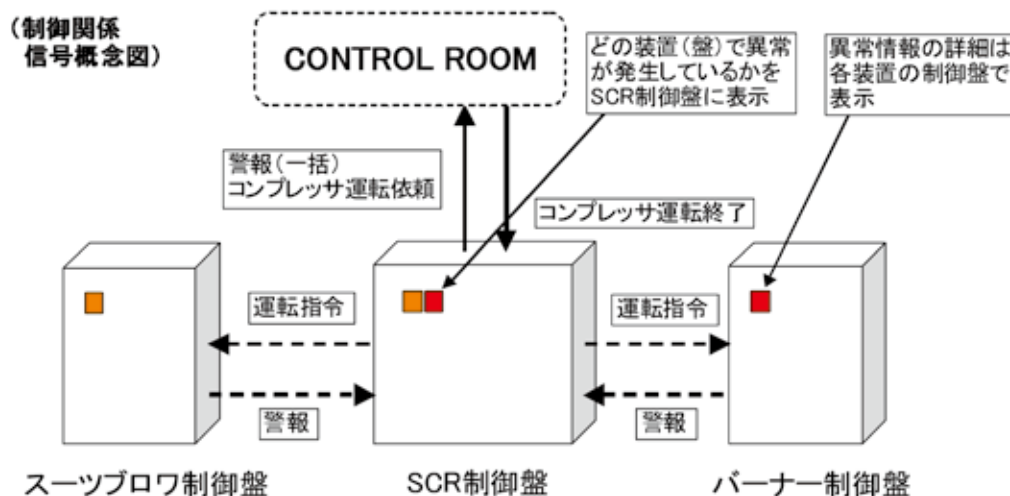 （制御関係
信号概念図）
CONTROL ROOM
どの装置（盤）で異常
が発生しているかを
SCR制御盤に表示
異常情報の詳細は
各装置の制御盤で
表示
警報（一括）
コンプレッサ運転依頼
コンプレッサ運転終了
運転指令
運転指令
警報
警報
スーツブロワ制御盤
SCR制御盤
バーナー制御盤